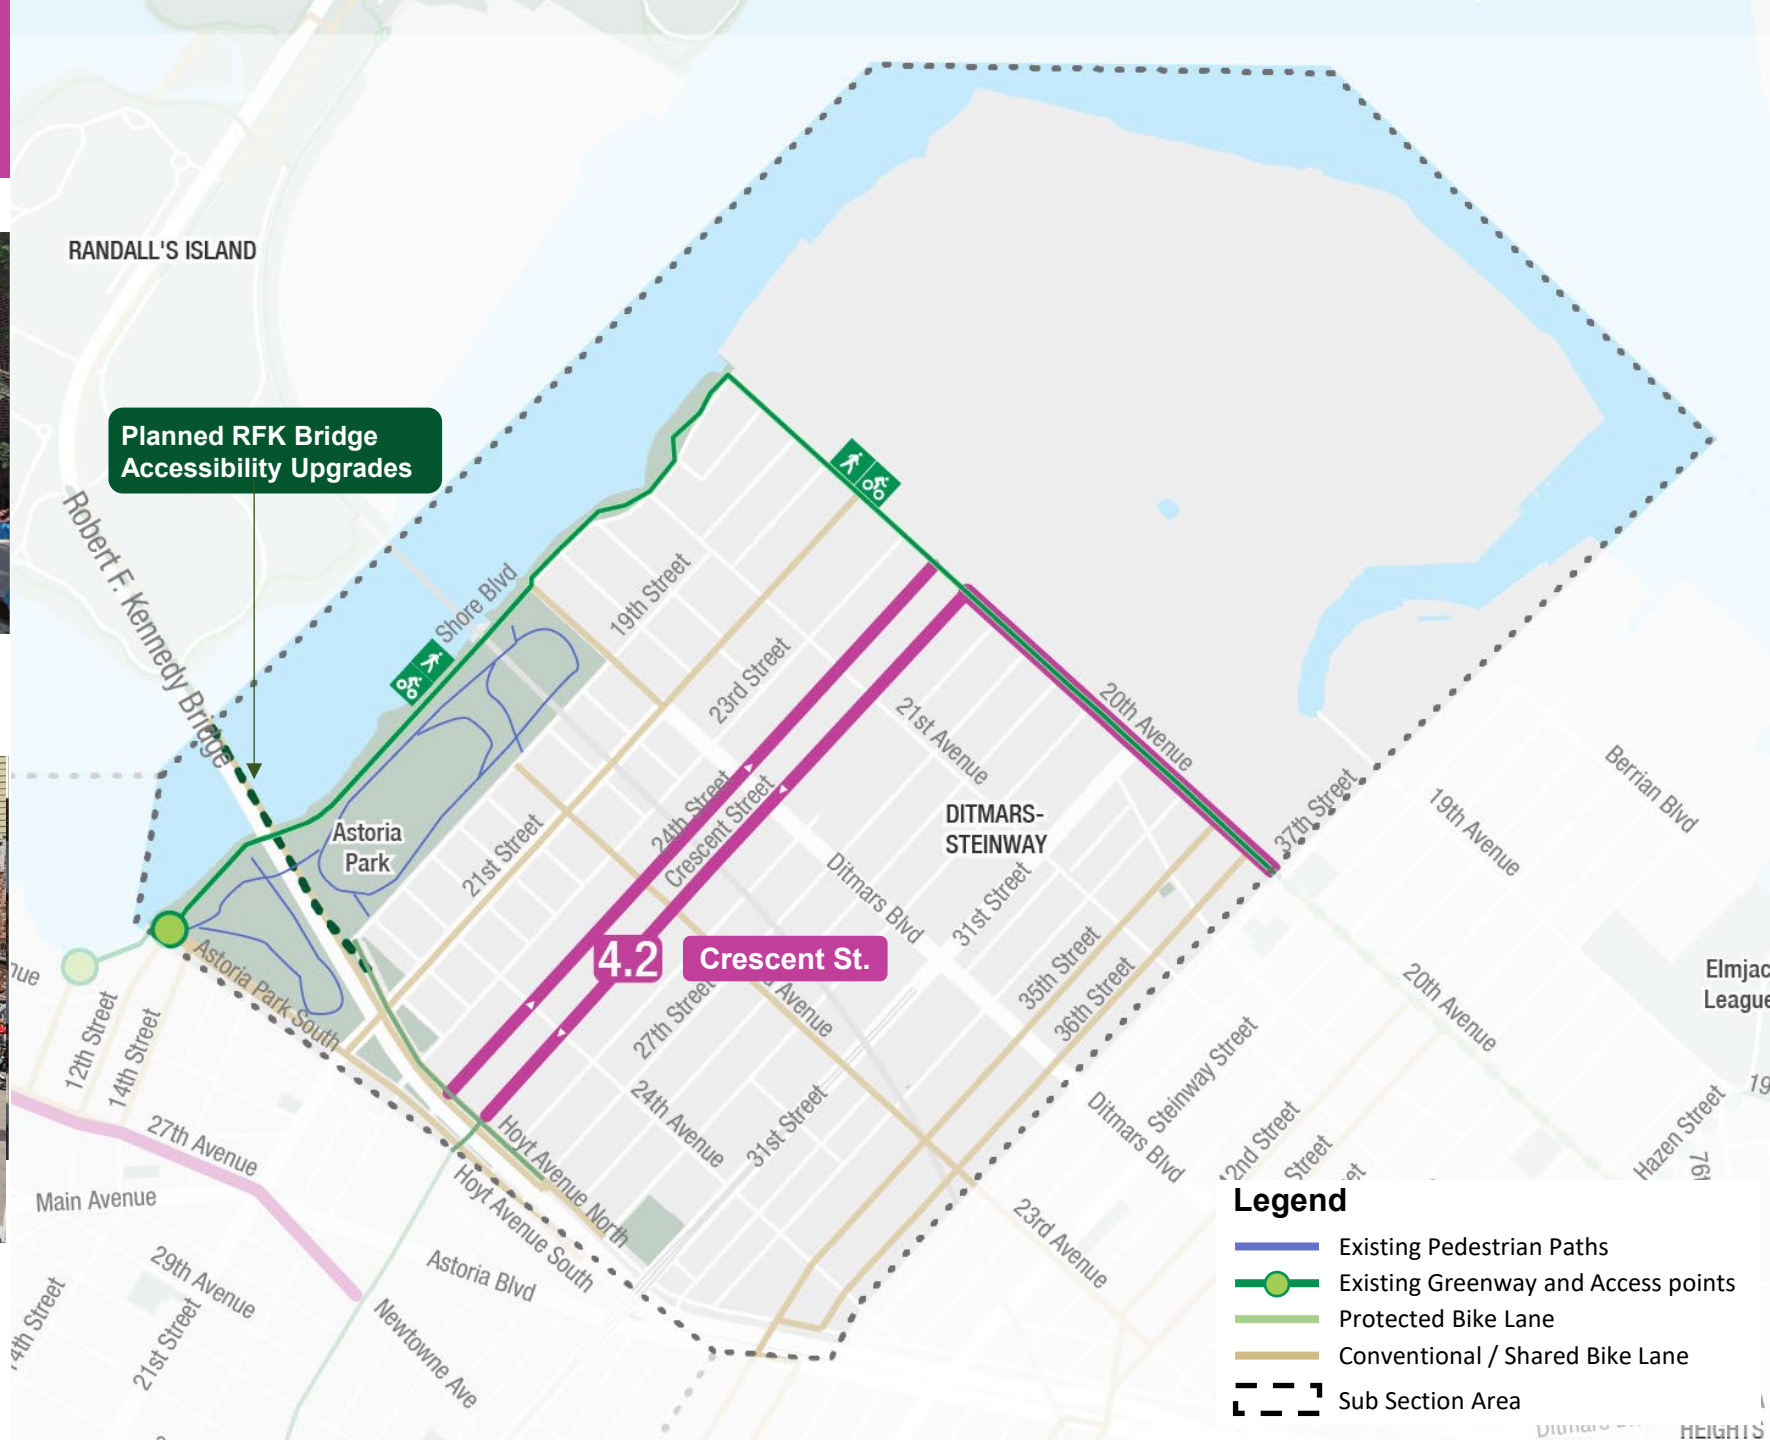 RANDALL'S ISLAND
Planned RFK Bridge
Accessibility Upgrades
Robert F. Kennedy Bridge
Shore Blvd
19th Street
23rd Street
21st Avenue
20th Avenue
Berrian Blvd
19th Avenue
37th Street
Astoria
Park
21st Street
24th Street
Crescent Street
DITMARS-
STEINWAY
Ditmars Blvd
31st Street
4.2
Crescent St.
Avenue
27th Street
35th Street
36th Street
20th Avenue
Elmjac
League
Astoria Park South
12th Street
14th Street
24th Avenue
31st Street
Steinway Street
Ditmars Blvd
Street
Hazen Street
27th Avenue
Main Avenue
Hoyt Avenue North
Hoyt Avenue South
23rd Avenue
29th Avenue
21st Street
Astoria Blvd
Newtowne Ave
Legend
Existing Pedestrian Paths
Existing Greenway and Access points
Protected Bike Lane
Conventional / Shared Bike Lane
Sub Section Area
HEIGHTS